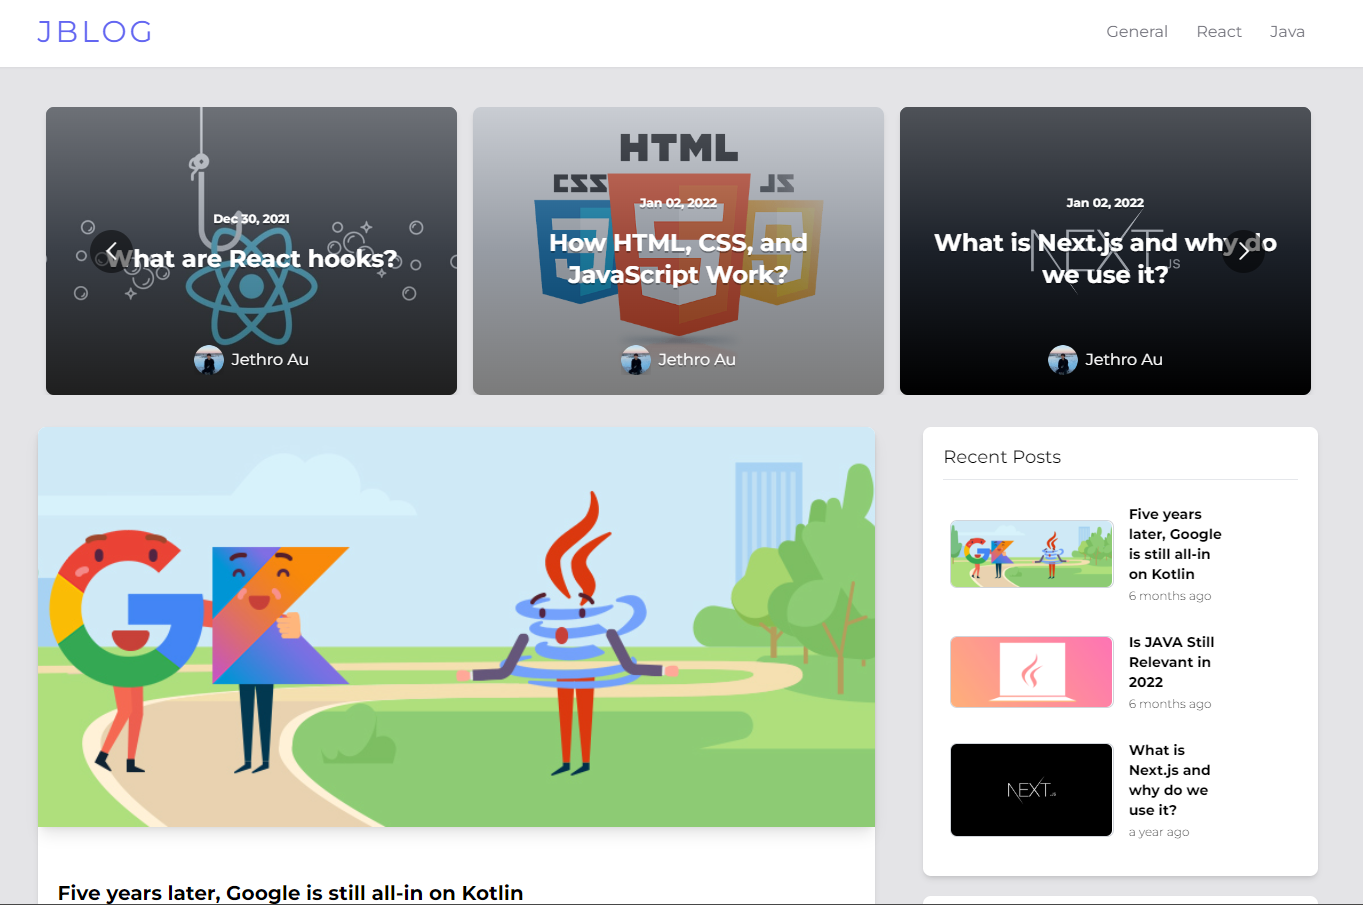 JBLOG
General React Java
Dec 30, 2021
What are React hooks?
Jethro Au
HTML
CSS JS
Jan 02, 2022
How HTML, CSS, and
JavaScript Work?
Jethro Au
Jan 02, 2022
NEXT.JS
What is Next.js and why do
we use it?
Jethro Au
Five years later, Google is still all-in on Kotlin
Recent Posts
Five years
later, Google
is still all-in
on Kotlin
6 months ago
Is JAVA Still
Relevant in
2022
6 months ago
NEXT.JS
What is
Next.js and
why do we
use it?
a year ago